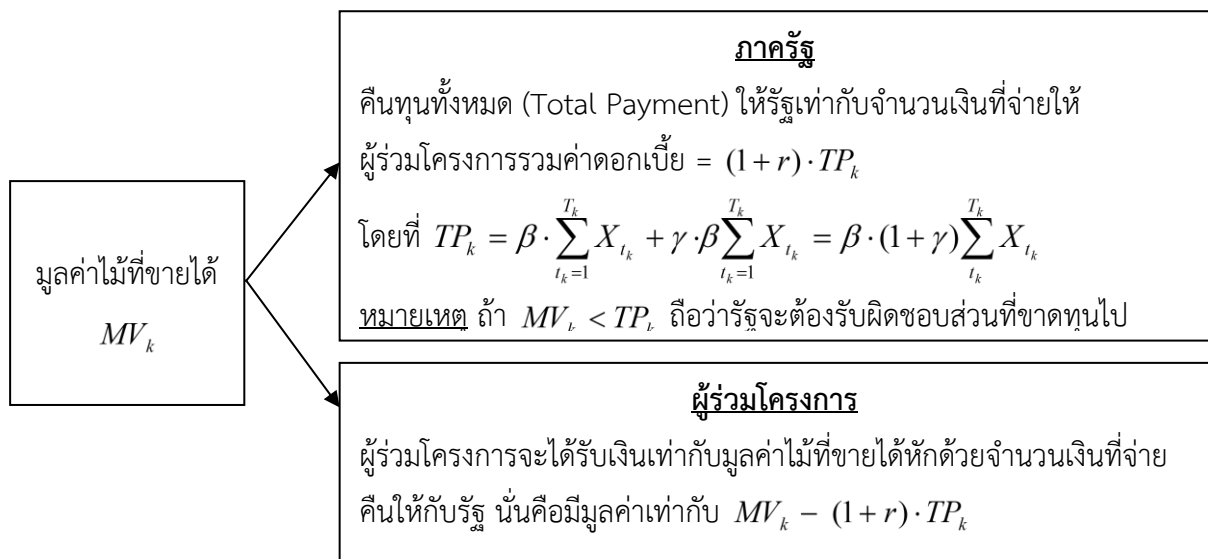 มูลค่าไม้ที่ขายได้
MV_k
ภาครัฐ
คืนทุนทั้งหมด (Total Payment) ให้รัฐเท่ากับจำนวนเงินที่จ่ายให้
ผู้ร่วมโครงการรวมค่าดอกเบี้ย = (1 + r) · TP_k
โดยที่ TP_k = β · ∑_{t_k=1}^{T_k} X_{t_k} + γ · β ∑_{t_k=1}^{T_k} X_{t_k} = β · (1 + γ) ∑_{t_k}^{T_k} X_{t_k}
หมายเหตุ ถ้า MV_k < TP_k ถือว่ารัฐจะต้องรับผิดชอบส่วนที่ขาดทุนไป
ผู้ร่วมโครงการ
ผู้ร่วมโครงการจะได้รับเงินเท่ากับมูลค่าไม้ที่ขายได้หักด้วยจำนวนเงินที่จ่าย
คืนให้กับรัฐ นั่นคือมีมูลค่าเท่ากับ MV_k − (1 + r) · TP_k